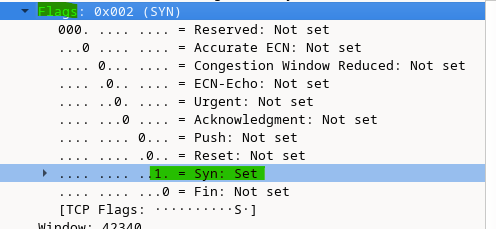 Flags: 0x002 (SYN)
000. .... .... = Reserved: Not set
...0 .... .... = Accurate ECN: Not set
.... 0... .... = Congestion Window Reduced: Not set
.... .0.. .... = ECN-Echo: Not set
.... ..0. .... = Urgent: Not set
.... ...0 .... = Acknowledgment: Not set
.... .... 0... = Push: Not set
.... .... .0.. = Reset: Not set
.... .... ..1. = Syn: Set
.... .... ...0 = Fin: Not set
[TCP Flags: ··········S·]
Window: 42340